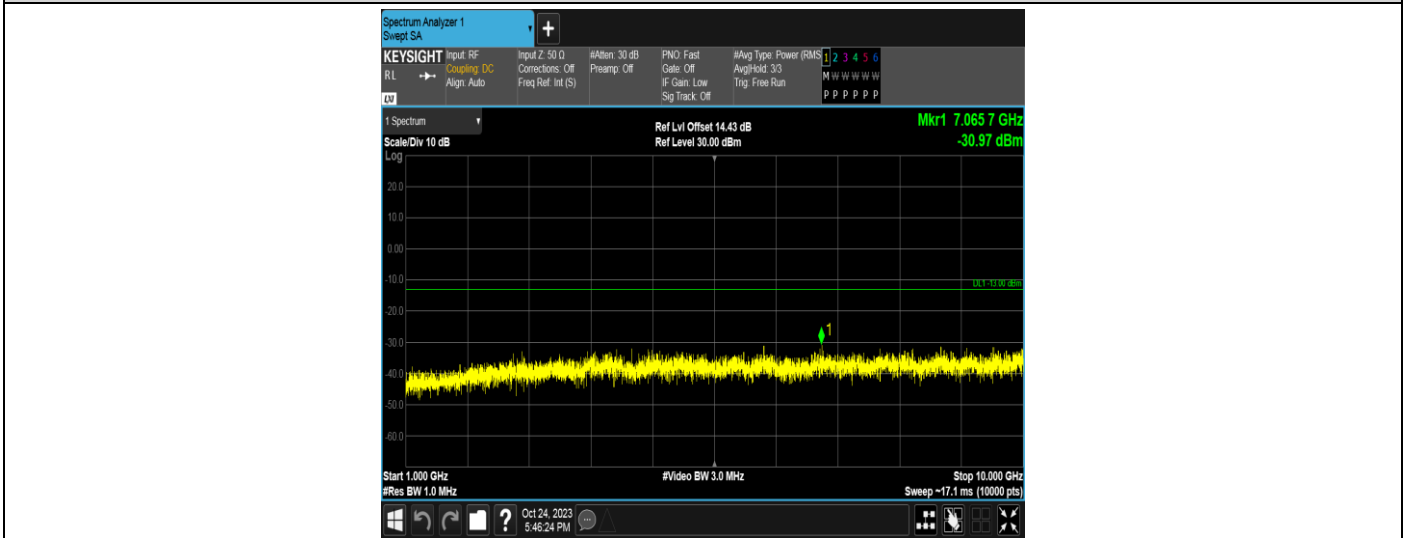 Spectrum Analyzer 1
Swept SA
+
KEYSIGHT Input: RF Input Z: 50 Ω #Atten: 30 dB PNO: Fast #Avg Type: Power (RMS 1 2 3 4 5 6
RL Coupling: DC Corrections: Off Preamp: Off Gate: Off Avg|Hold: 3/3 M W W W W W
Align: Auto Freq Ref: Int (S) IF Gain: Low Trig: Free Run
Sig Track: Off P P P P P P
LXI
1 Spectrum Ref Lvl Offset 14.43 dB Mkr1 7.065 7 GHz
Scale/Div 10 dB Ref Level 30.00 dBm -30.97 dBm
Log
20.0
10.0
0.00
-10.0
DL1 -13.00 dBm
-20.0
1
-30.0
-40.0
-50.0
-60.0
Start 1.000 GHz #Video BW 3.0 MHz Stop 10.000 GHz
#Res BW 1.0 MHz Sweep ~17.1 ms (10000 pts)
? Oct 24, 2023
5:46:24 PM